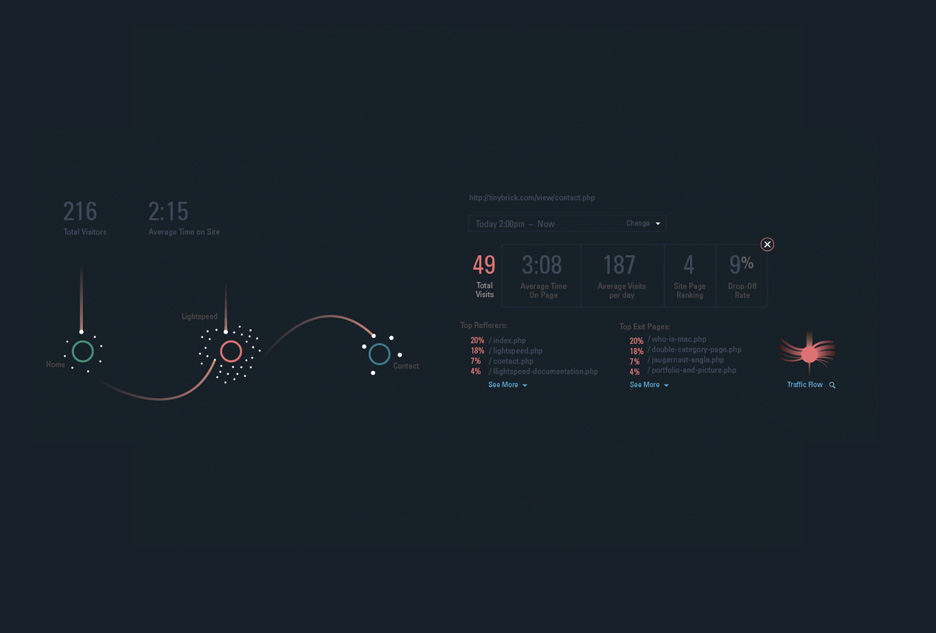 216
Total Visitors
2:15
Average Time on Site
Lightspeed
Home
Contact
http://tinybrick.com/view/contact.php
Today 2:00pm – Now
Change
49
Total
Visits
3:08
Average Time
On Page
187
Average Visits
per day
4
Site Page
Ranking
9%
Drop-Off
Rate
Top Refferers:
20% / index.php
18% / lightspeed.php
7% / contact.php
4% / llightspeed-documentation.php
See More
Top Exit Pages:
20% / who-is-mac.php
18% / double-category-page.php
7% / jaugernaut-angle.php
4% / portfolio-and-picture.php
See More
Traffic Flow